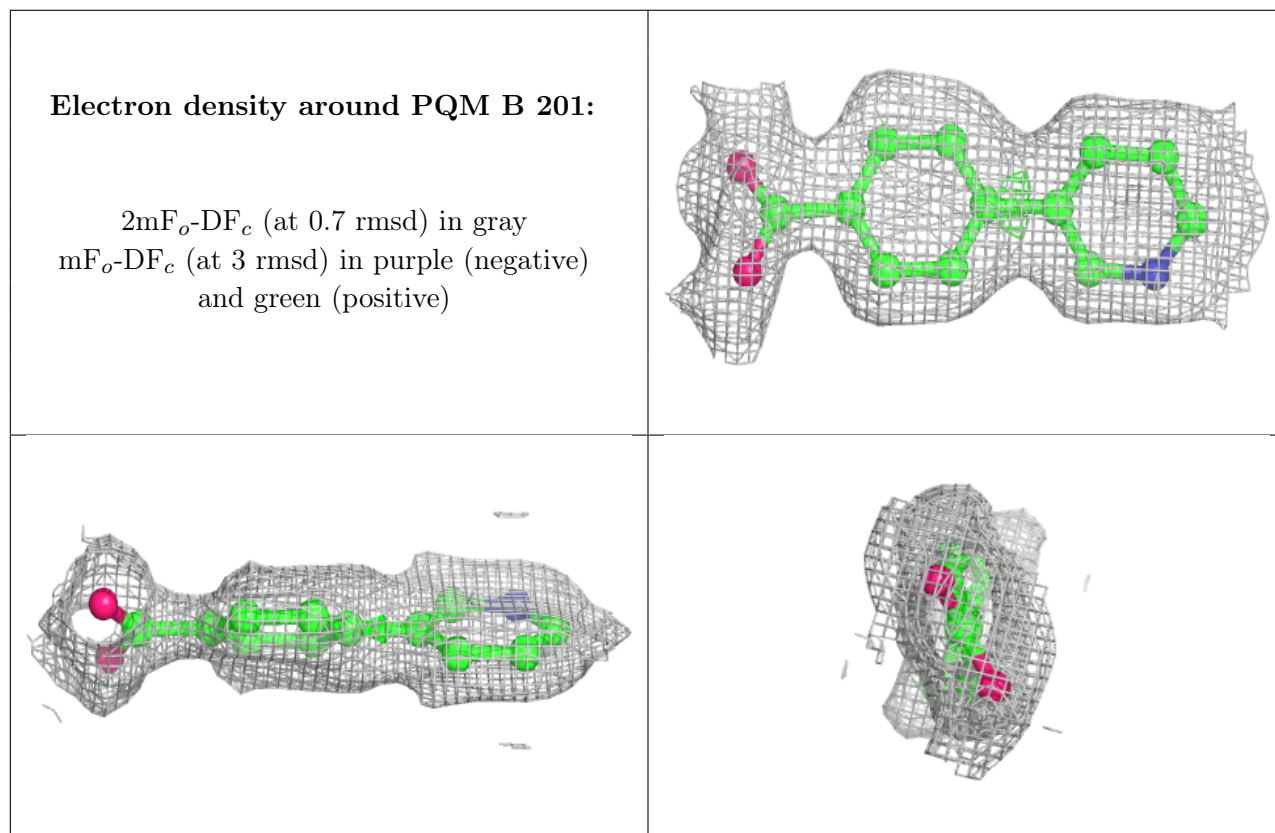 Electron density around PQM B 201:
2mFo-DFc (at 0.7 rmsd) in gray
mFo-DFc (at 3 rmsd) in purple (negative)
and green (positive)